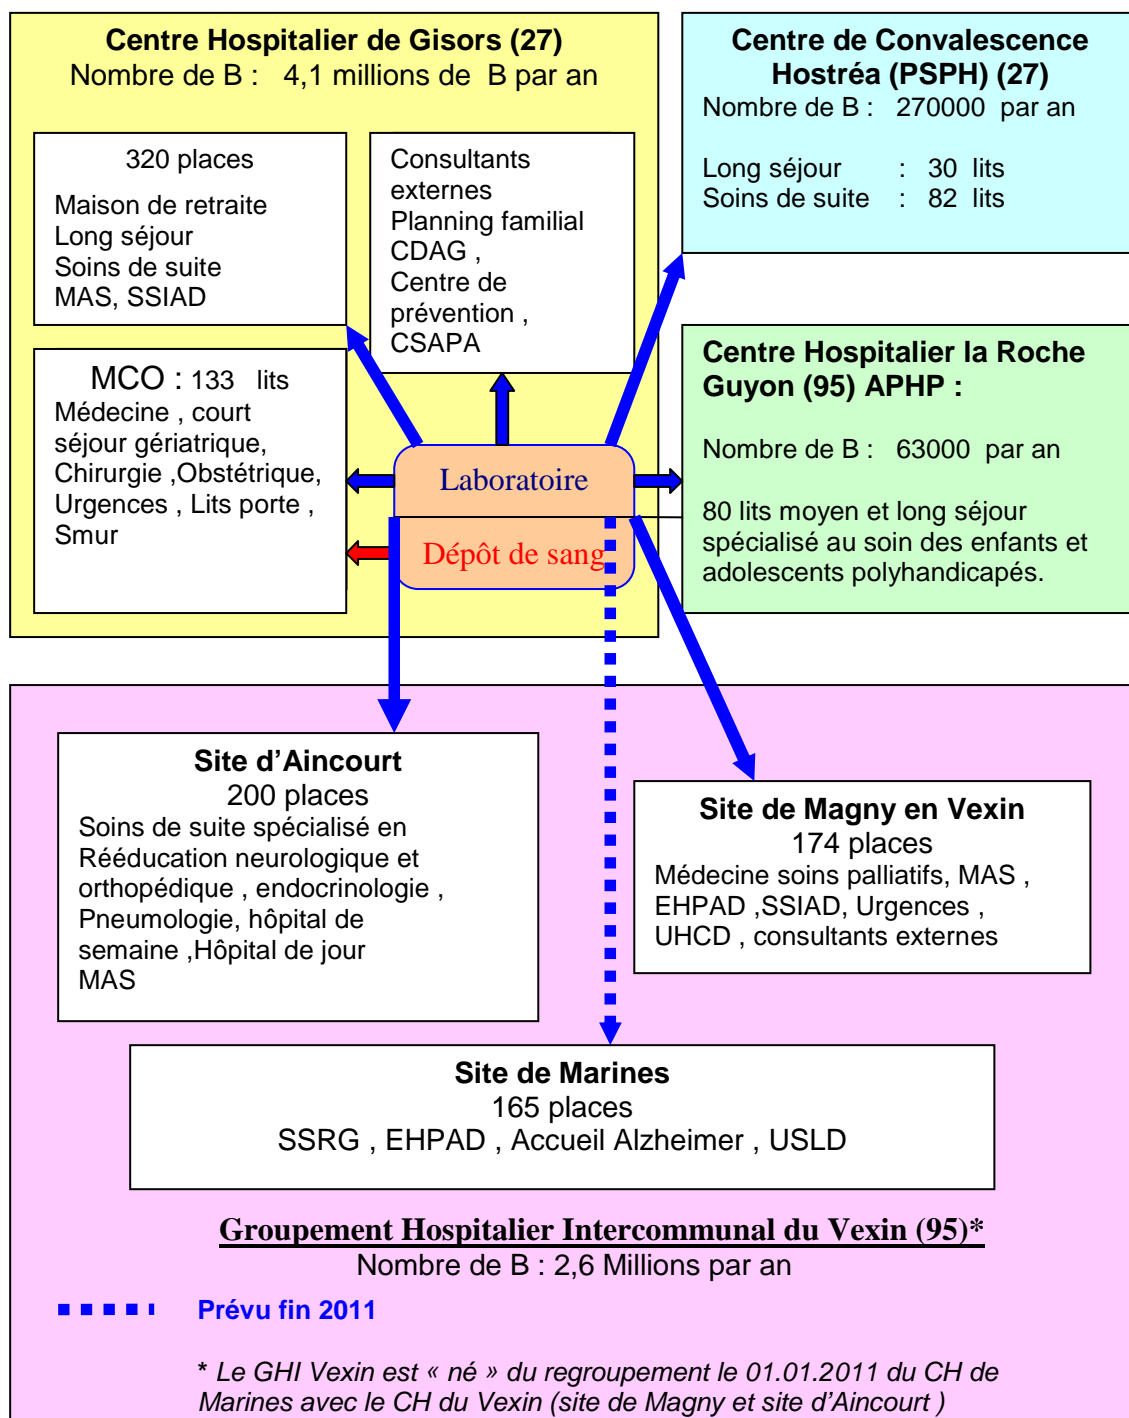 Centre Hospitalier de Gisors (27)
Nombre de B :   4,1 millions de  B par an
320 places
Maison de retraite
Long séjour
Soins de suite
MAS, SSIAD
Consultants
externes
Planning familial
CDAG ,
Centre de
prévention ,
CSAPA
MCO : 133   lits
Médecine , court
séjour gériatrique,
Chirurgie ,Obstétrique,
Urgences , Lits porte ,
Smur
Laboratoire
Dépôt de sang
Centre de Convalescence
Hostréa (PSPH) (27)
Nombre de B :   270000  par an
Long séjour       :   30  lits
Soins de suite   :   82  lits
Centre Hospitalier la Roche
Guyon (95) APHP :
Nombre de B :   63000  par an
80 lits moyen et long séjour
spécialisé au soin des enfants et
adolescents polyhandicapés.
Site d’Aincourt
200 places
Soins de suite spécialisé en
Rééducation neurologique et
orthopédique , endocrinologie ,
Pneumologie, hôpital de
semaine ,Hôpital de jour
MAS
Site de Magny en Vexin
174 places
Médecine soins palliatifs, MAS ,
EHPAD ,SSIAD, Urgences ,
UHCD , consultants externes
Site de Marines
165 places
SSRG , EHPAD , Accueil Alzheimer , USLD
Groupement Hospitalier Intercommunal du Vexin (95)*
Nombre de B : 2,6 Millions par an
Prévu fin 2011
* Le GHI Vexin est « né » du regroupement le 01.01.2011 du CH de
Marines avec le CH du Vexin (site de Magny et site d’Aincourt )